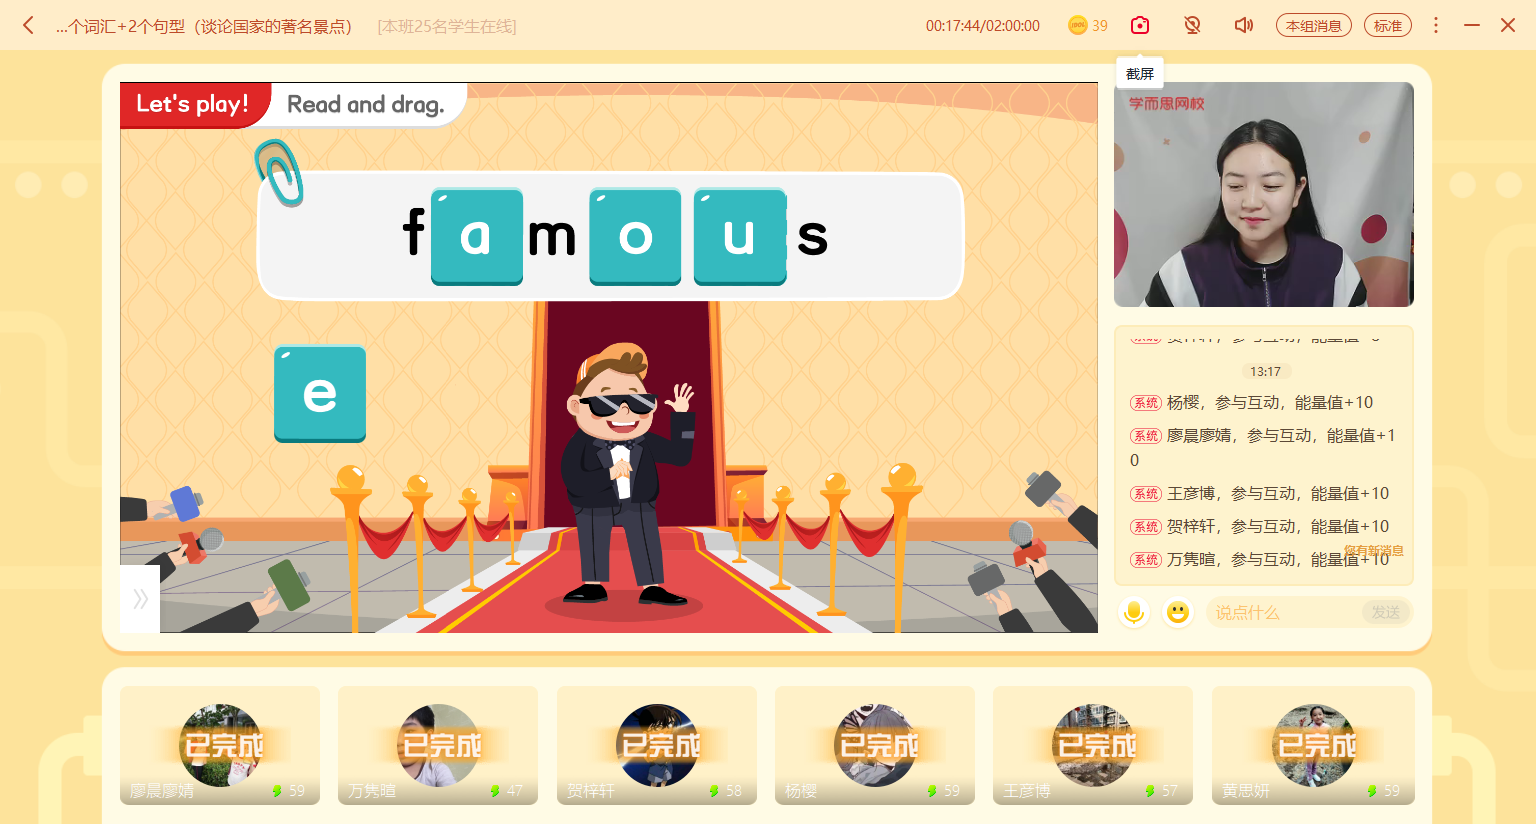 ...个词汇+2个句型（谈论国家的著名景点）
[本班25名学生在线]
00:17:44/02:00:00
39
本组消息
标准
截屏
Let's play!
Read and drag.
famous
e
学而思网校
13:17
系统 杨樱，参与互动，能量值+10
系统 廖晨廖婧，参与互动，能量值+1
0
系统 王彦博，参与互动，能量值+10
系统 贺梓轩，参与互动，能量值+10
您有新消息
系统 万隽暄，参与互动，能量值+10
说点什么
发送
已完成
廖晨廖婧 59
已完成
万隽暄 47
已完成
贺梓轩 58
已完成
杨樱 59
已完成
王彦博 57
已完成
黄思妍 59